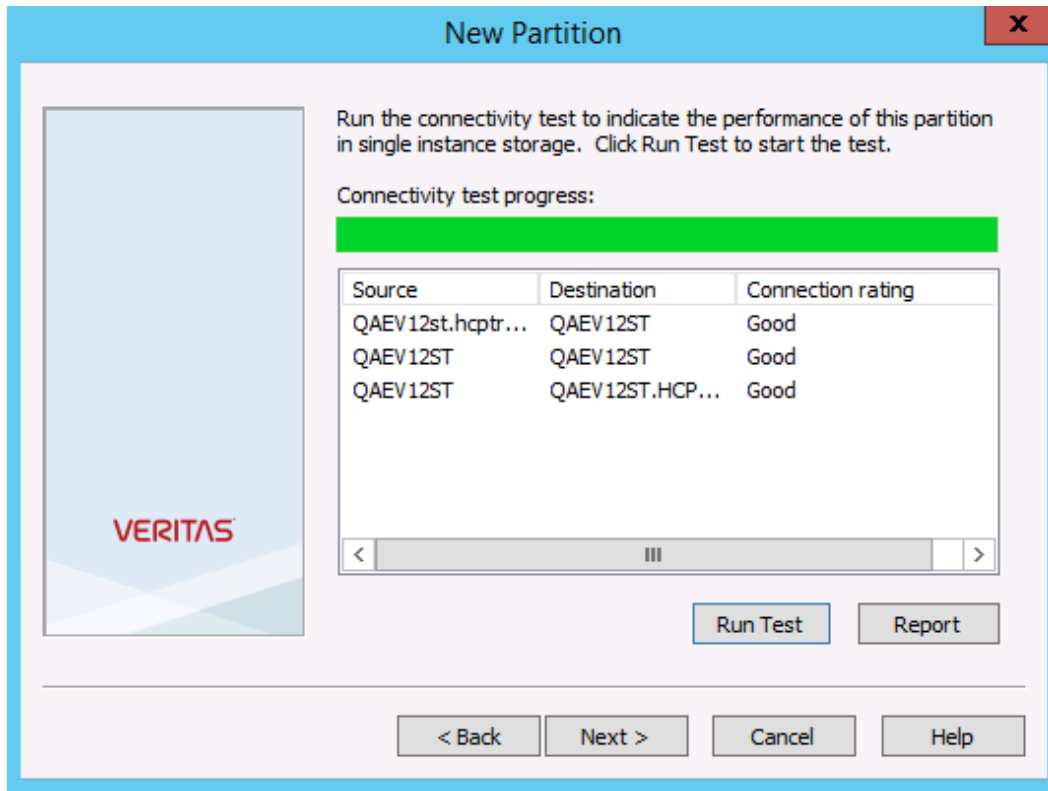 New Partition
x
Run the connectivity test to indicate the performance of this partition
in single instance storage. Click Run Test to start the test.
Connectivity test progress:
Source Destination Connection rating
QAEV12st.hcptr... QAEV12ST Good
QAEV12ST QAEV12ST Good
QAEV12ST QAEV12ST.HCP... Good
VERITAS
Run Test Report
< Back Next > Cancel Help